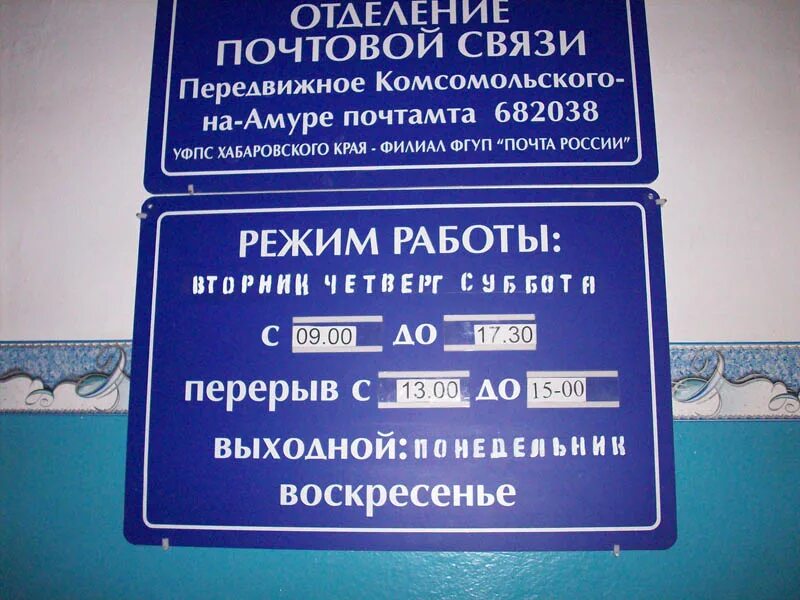 ОТДЕЛЕНИЕ
ПОЧТОВОЙ СВЯЗИ
Передвижное Комсомольского-
на-Амуре почтамта 682038
УФПС ХАБАРОВСКОГО КРАЯ - ФИЛИАЛ ФГУП "ПОЧТА РОССИИ"
РЕЖИМ РАБОТЫ:
ВТОРНИК ЧЕТВЕРГ СУББОТА
С 09.00 ДО 17.30
перерыв с 13.00 до 15-00
ВЫХОДНОЙ: ПОНЕДЕЛЬНИК
воскресенье